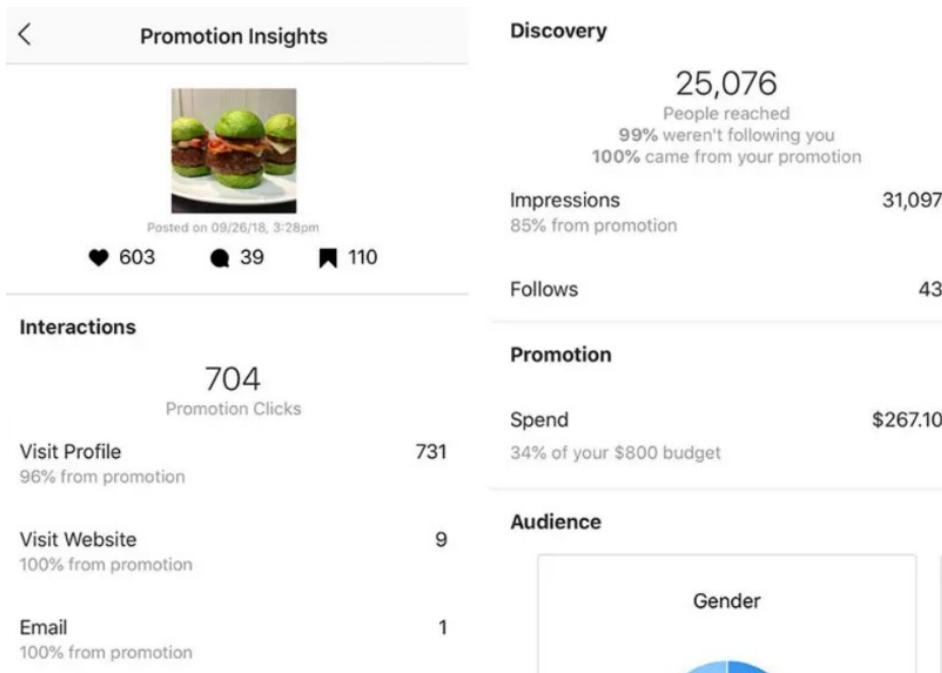 Promotion Insights
Posted on 09/26/18, 3:28pm
603 39 110
Interactions
704
Promotion Clicks
Visit Profile 731
96% from promotion
Visit Website 9
100% from promotion
Email 1
100% from promotion
Discovery
25,076
People reached
99% weren't following you
100% came from your promotion
Impressions 31,097
85% from promotion
Follows 43
Promotion
Spend $267.10
34% of your $800 budget
Audience
Gender